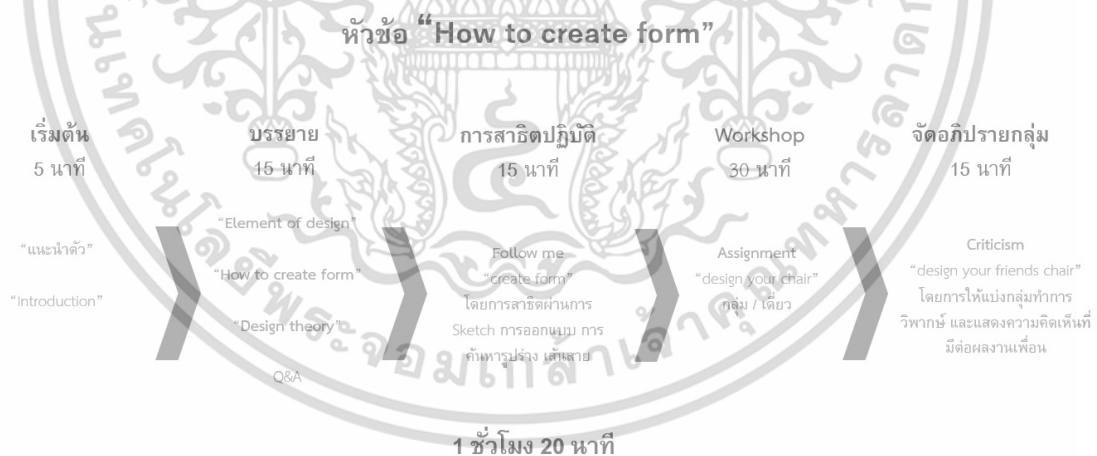 หัวข้อ “How to create form”
เริ่มต้น
5 นาที
“แนะนำตัว”
“Introduction”
บรรยาย
15 นาที
“Element of design”
“How to create form”
“Design theory”
Q&A
การสาธิตปฏิบัติ
15 นาที
Follow me
“create form”
โดยการสาธิตผ่านการ
Sketch การออกแบบ การ
ค้นหารูปร่าง เส้นสาย
Workshop
30 นาที
Assignment
“design your chair”
กลุ่ม / เดี่ยว
จัดอภิปรายกลุ่ม
15 นาที
Criticism
“design your friends chair”
โดยการให้แบ่งกลุ่มทำการ
วิพากษ์ และแสดงความคิดเห็นที่
มีต่อผลงานเพื่อน
1 ชั่วโมง 20 นาที